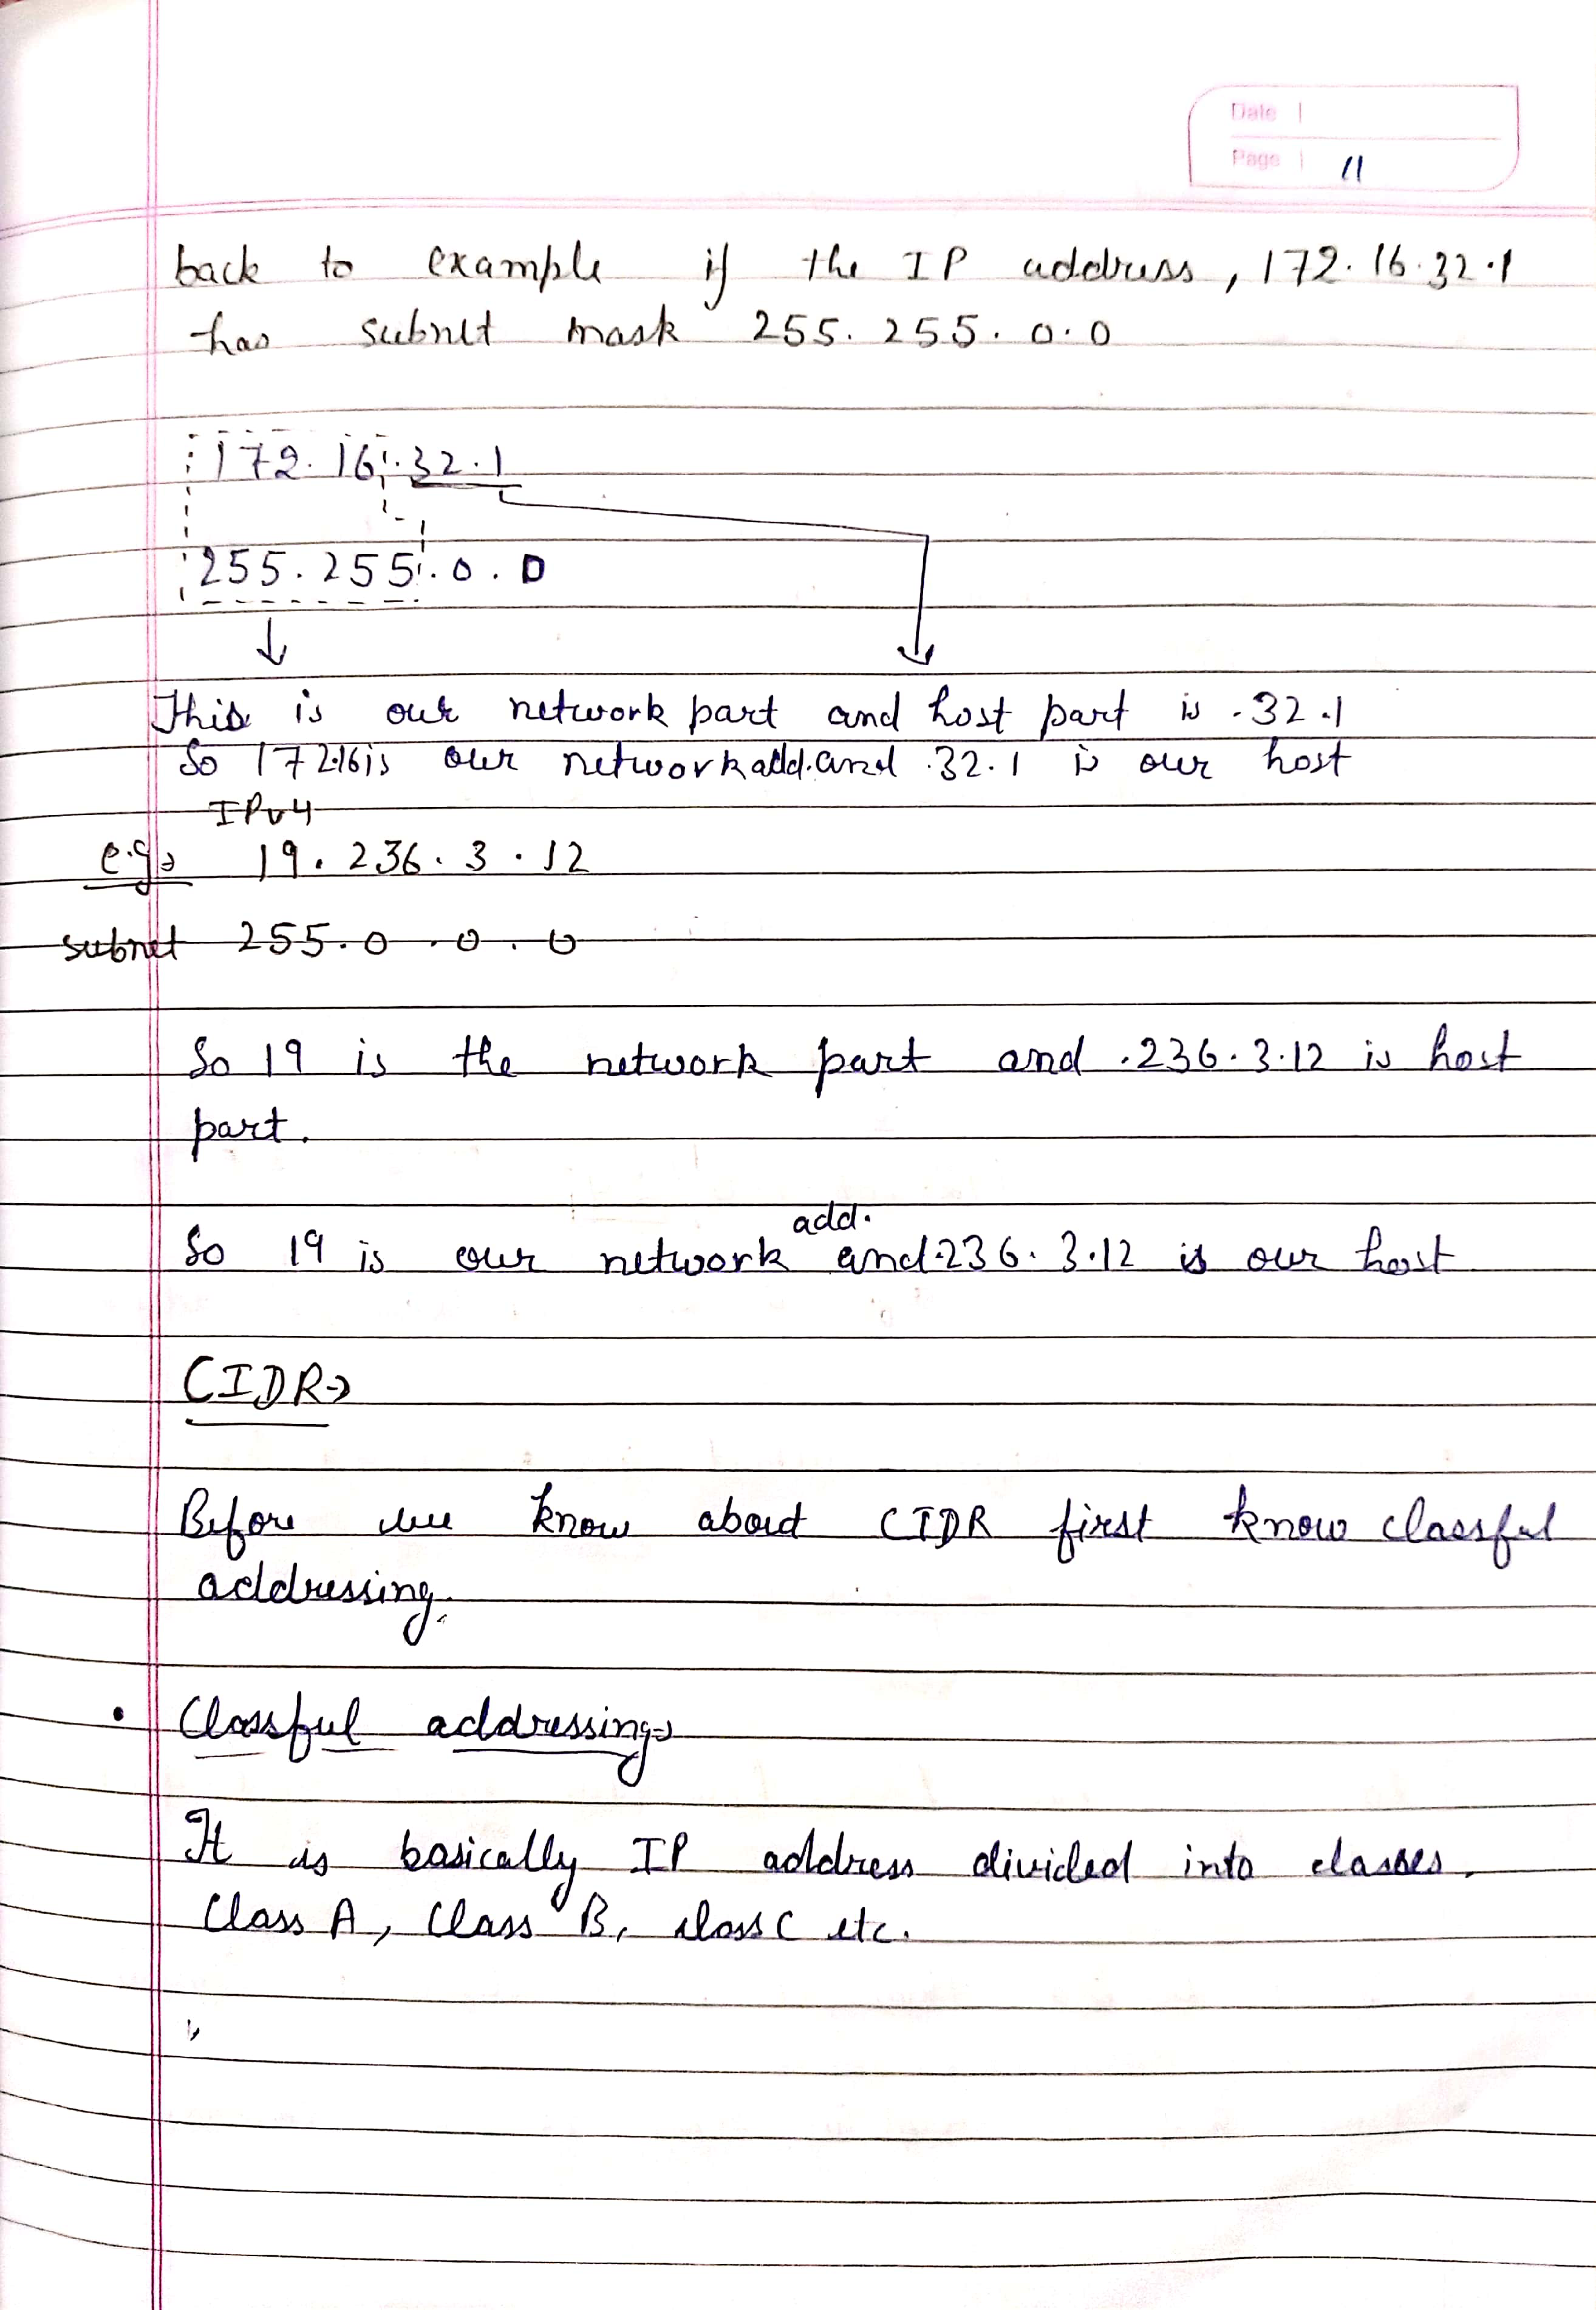 Date
Page 11
back to example if the IP address, 172.16.32.1
has subnet mask 255.255.0.0
172.16.32.1
255.255.0.0
This is our network part and host part is .32.1
So 172.16 is our network add. and .32.1 is our host
IPv4
e.g→ 19.236.3.12
subnet 255.0.0.0
So 19 is the network part and .236.3.12 is host
part.
add.
So 19 is our network and .236.3.12 is our host
CIDR→
Before we know about CIDR first know classful
addressing.
• Classful addressing→
It is basically IP address divided into classes.
Class A, Class B, class C etc.